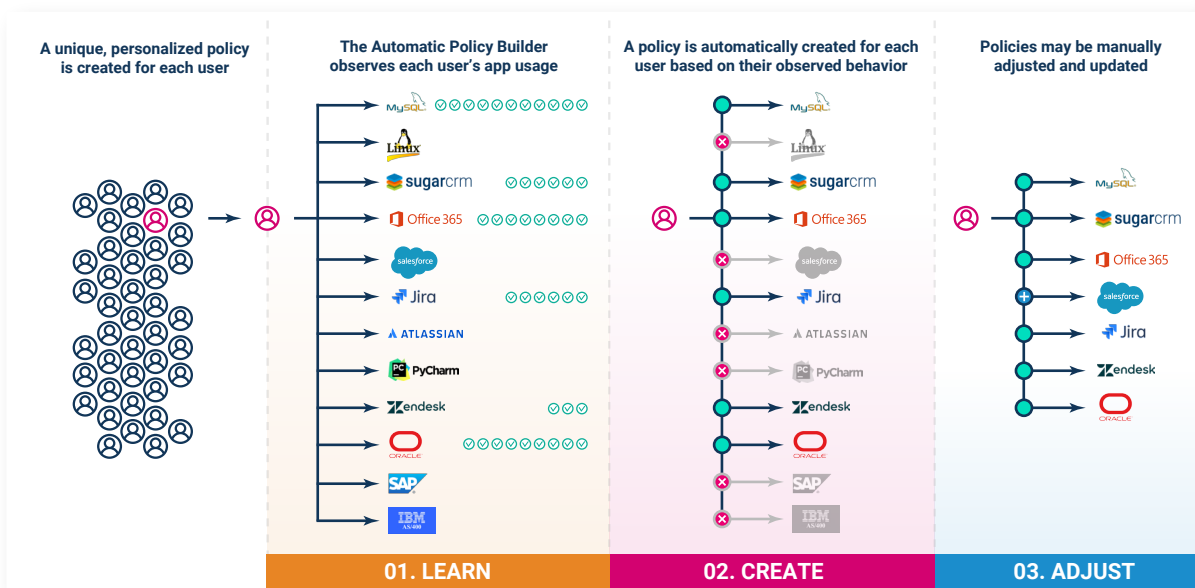 A unique, personalized policy
is created for each user
The Automatic Policy Builder
observes each user's app usage
MySQL
Linux
sugarcrm
Office 365
salesforce
Jira
ATLASSIAN
PC
PyCharm
Zendesk
ORACLE
SAP
IBM
AS/400
01. LEARN
A policy is automatically created for each
user based on their observed behavior
MySQL
Linux
sugarcrm
Office 365
salesforce
Jira
ATLASSIAN
PC
PyCharm
Zendesk
ORACLE
SAP
IBM
AS/400
02. CREATE
Policies may be manually
adjusted and updated
MySQL
sugarcrm
Office 365
salesforce
Jira
Zendesk
ORACLE
03. ADJUST